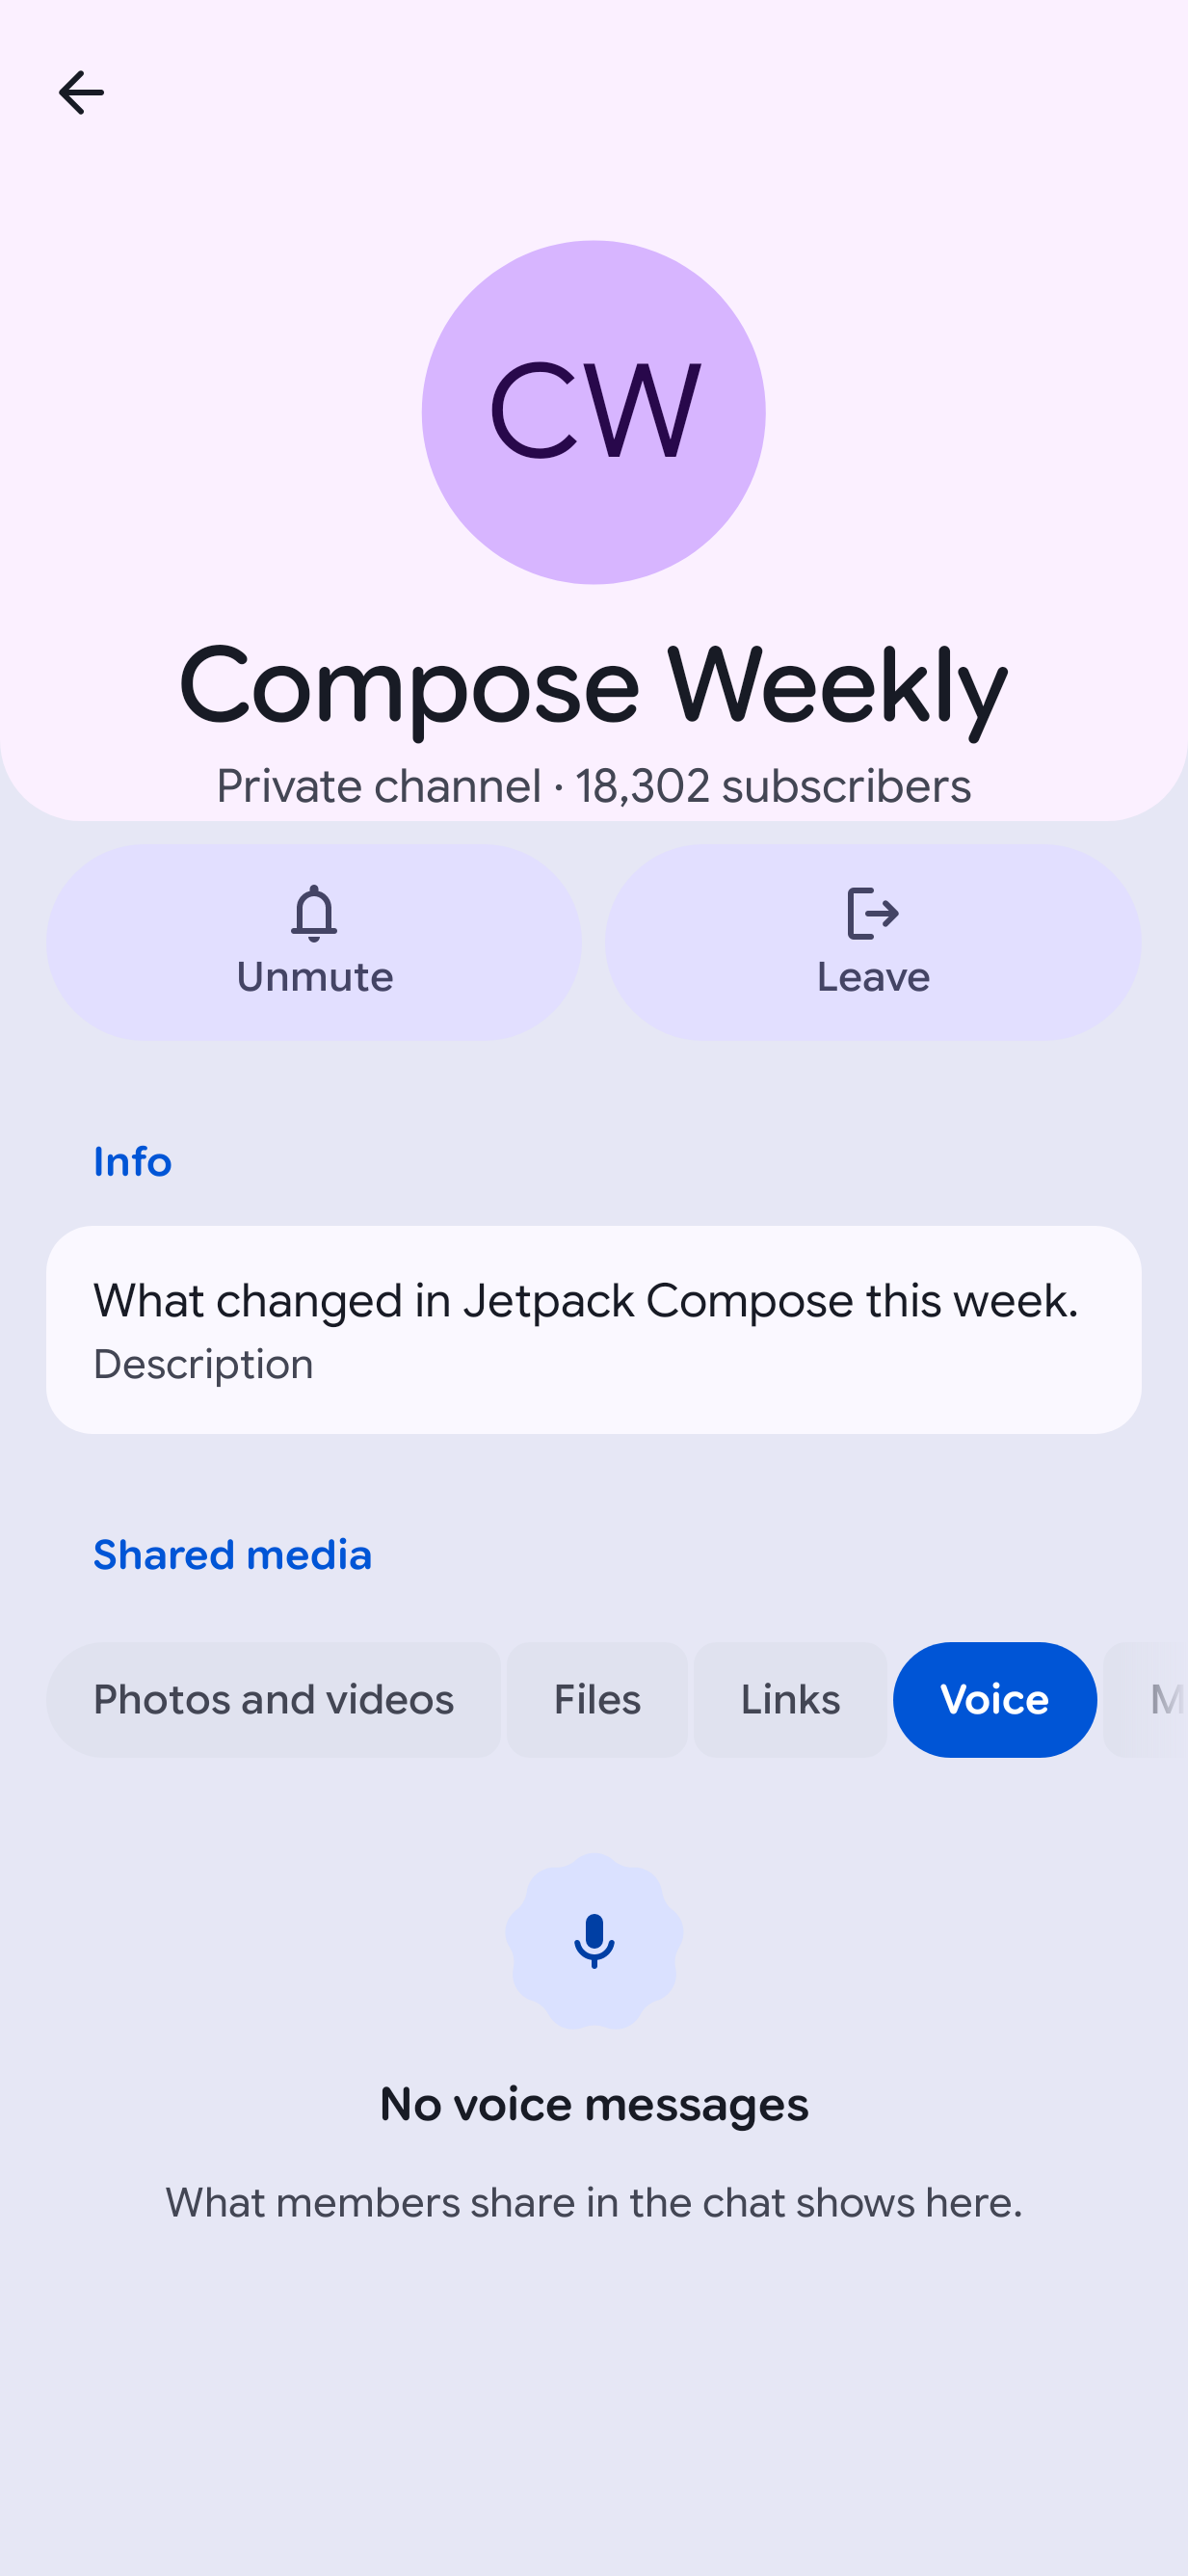 CW
Compose Weekly
Private channel · 18,302 subscribers
Unmute
Leave
Info
What changed in Jetpack Compose this week.
Description
Shared media
Photos and videos
Files
Links
Voice
No voice messages
What members share in the chat shows here.